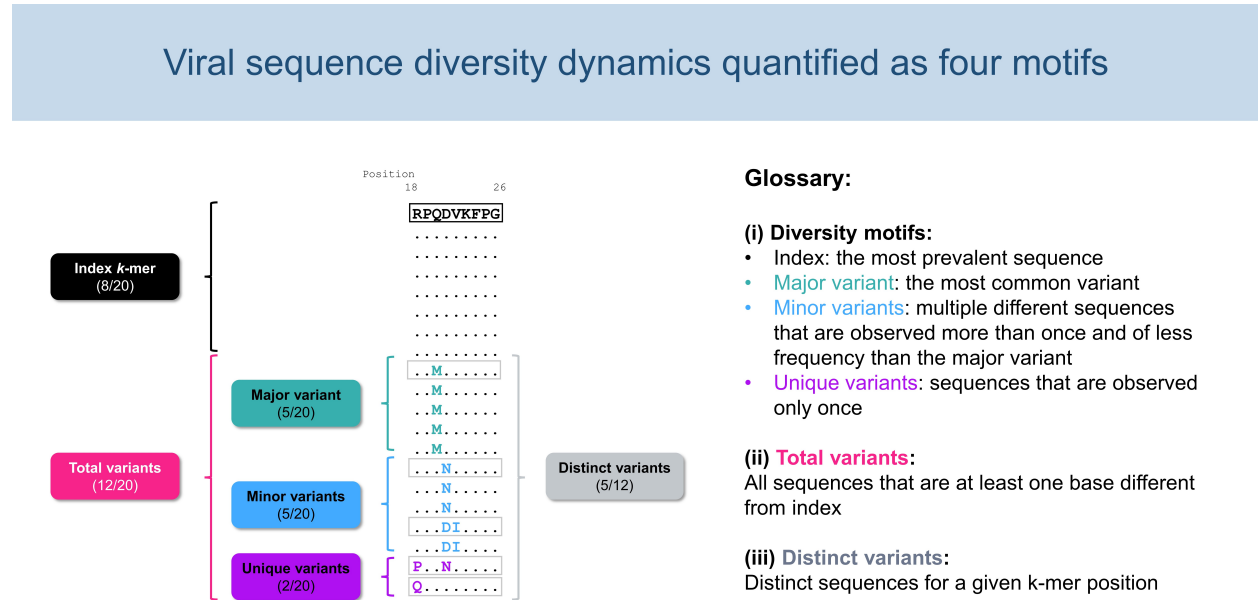 Viral sequence diversity dynamics quantified as four motifs
Position
18 26
RPQDVKFPG
.........
.........
.........
.........
.........
.........
.........
..M......
..M......
..M......
..M......
..M......
...N.....
...N.....
...N.....
...DI....
...DI....
P..N.....
Q........
Index k-mer
(8/20)
Total variants
(12/20)
Major variant
(5/20)
Minor variants
(5/20)
Unique variants
(2/20)
Distinct variants
(5/12)
Glossary:
(i) Diversity motifs:
• Index: the most prevalent sequence
• Major variant: the most common variant
• Minor variants: multiple different sequences
that are observed more than once and of less
frequency than the major variant
• Unique variants: sequences that are observed
only once
(ii) Total variants:
All sequences that are at least one base different
from index
(iii) Distinct variants:
Distinct sequences for a given k-mer position